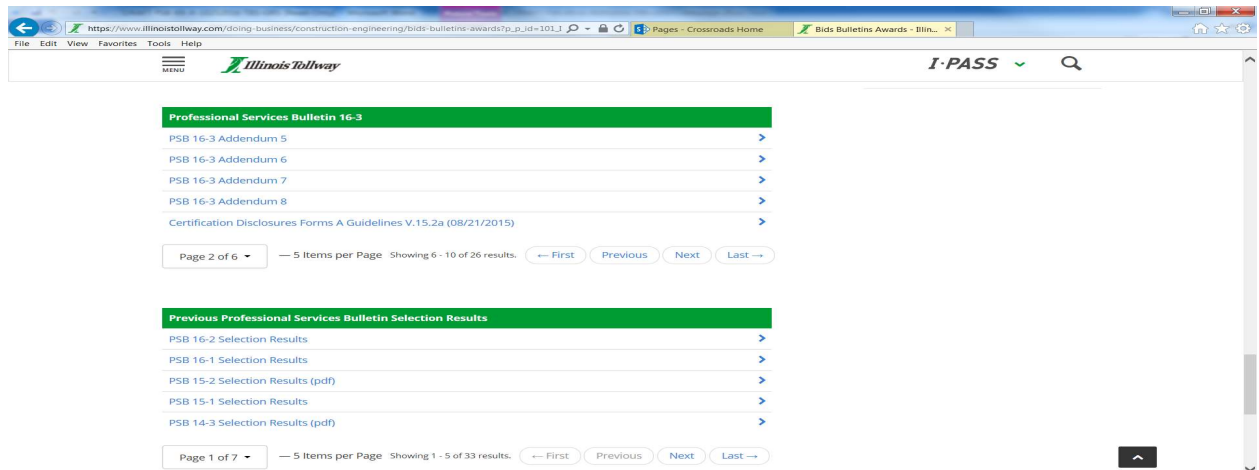 https://www.illinoistollway.com/doing-business/construction-engineering/bids-bulletins-awards?p_p_id=101_I
Pages - Crossroads Home
Bids Bulletins Awards - Illin...
File Edit View Favorites Tools Help
MENU
Illinois Tollway
I·PASS
Professional Services Bulletin 16-3
PSB 16-3 Addendum 5
PSB 16-3 Addendum 6
PSB 16-3 Addendum 7
PSB 16-3 Addendum 8
Certification Disclosures Forms A Guidelines V.15.2a (08/21/2015)
Page 2 of 6 — 5 Items per Page Showing 6 - 10 of 26 results. ← First Previous Next Last →
Previous Professional Services Bulletin Selection Results
PSB 16-2 Selection Results
PSB 16-1 Selection Results
PSB 15-2 Selection Results (pdf)
PSB 15-1 Selection Results
PSB 14-3 Selection Results (pdf)
Page 1 of 7 — 5 Items per Page Showing 1 - 5 of 33 results. ← First Previous Next Last →